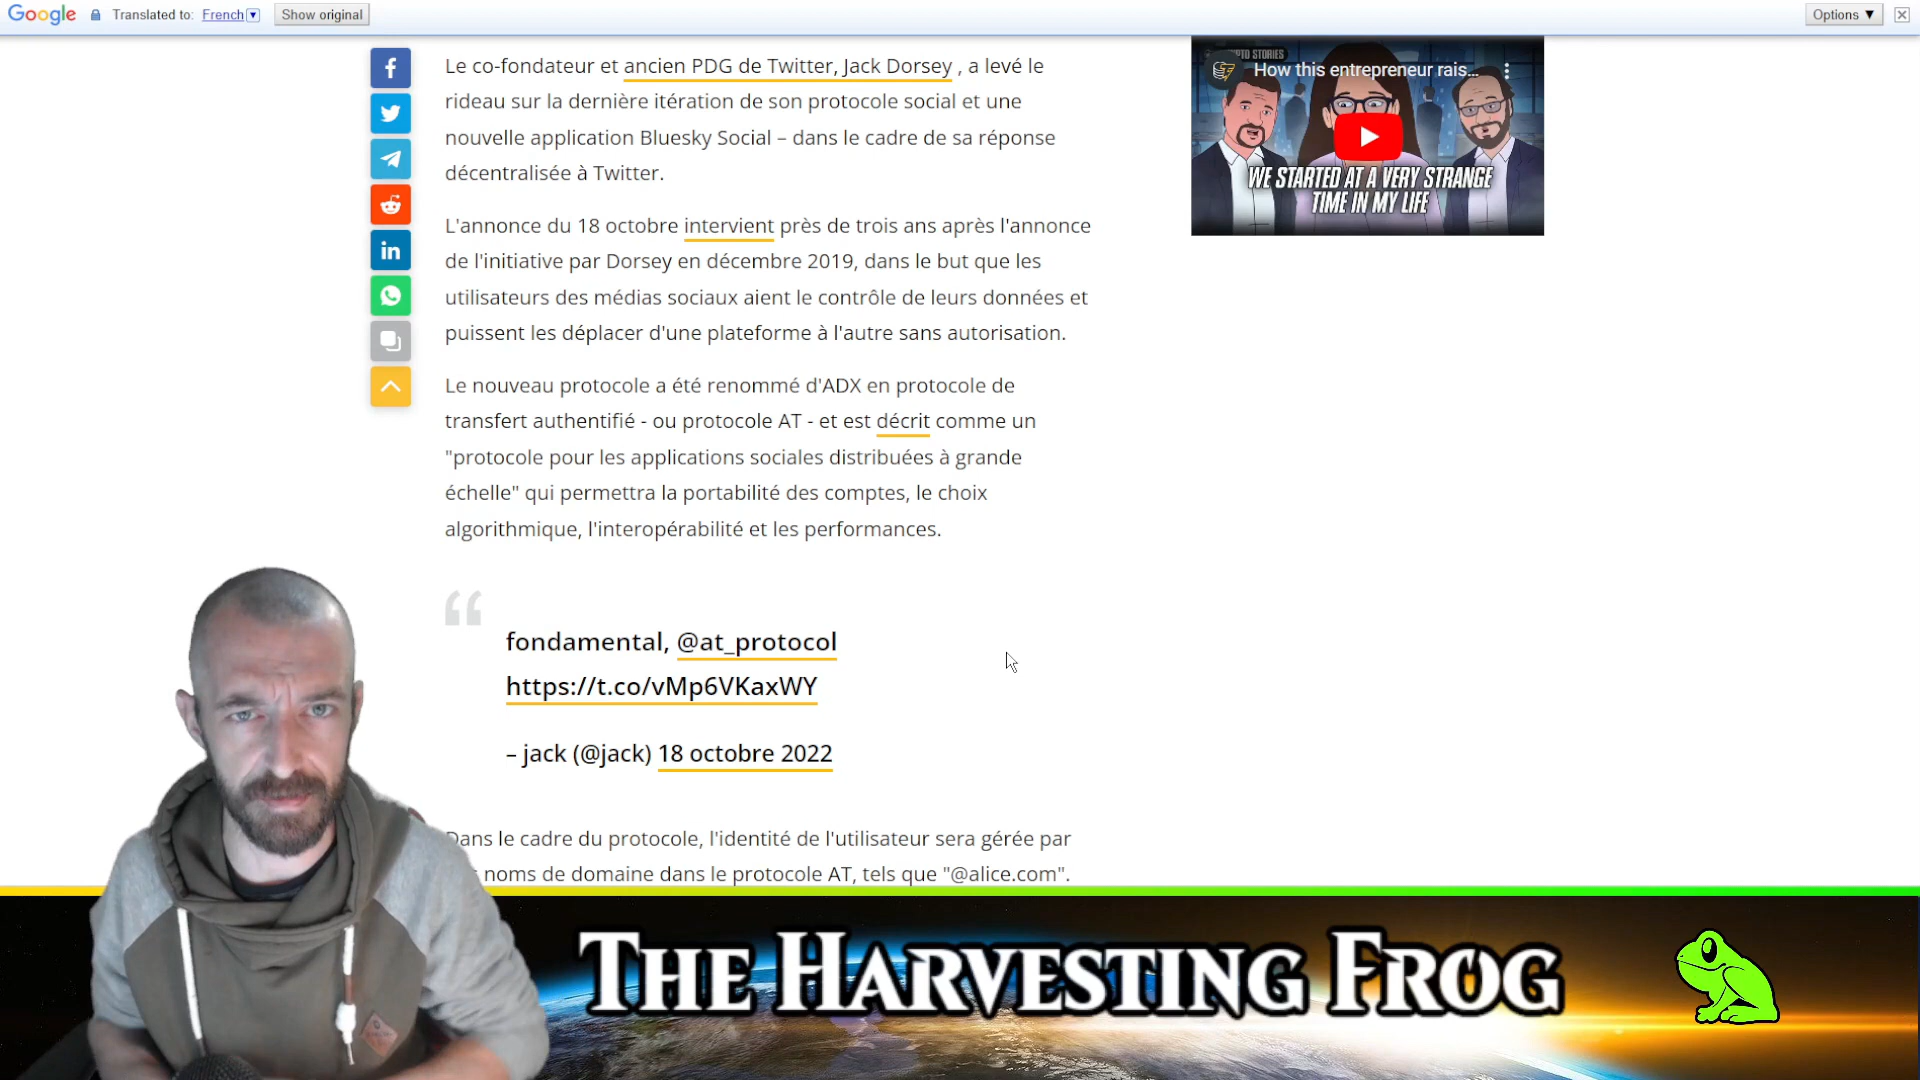 Google Translated to: French Show original Options ▼
Le co-fondateur et ancien PDG de Twitter, Jack Dorsey , a levé le
rideau sur la dernière itération de son protocole social et une
nouvelle application Bluesky Social – dans le cadre de sa réponse
décentralisée à Twitter.
L'annonce du 18 octobre intervient près de trois ans après l'annonce
de l'initiative par Dorsey en décembre 2019, dans le but que les
utilisateurs des médias sociaux aient le contrôle de leurs données et
puissent les déplacer d'une plateforme à l'autre sans autorisation.
Le nouveau protocole a été renommé d'ADX en protocole de
transfert authentifié - ou protocole AT - et est décrit comme un
"protocole pour les applications sociales distribuées à grande
échelle" qui permettra la portabilité des comptes, le choix
algorithmique, l'interopérabilité et les performances.
“
fondamental, @at_protocol
https://t.co/vMp6VKaxWY
– jack (@jack) 18 octobre 2022
Dans le cadre du protocole, l'identité de l'utilisateur sera gérée par
noms de domaine dans le protocole AT, tels que "@alice.com".
STORIES
How this entrepreneur rais...
WE STARTED AT A VERY STRANGE
TIME IN MY LIFE
THE HARVESTING FROG